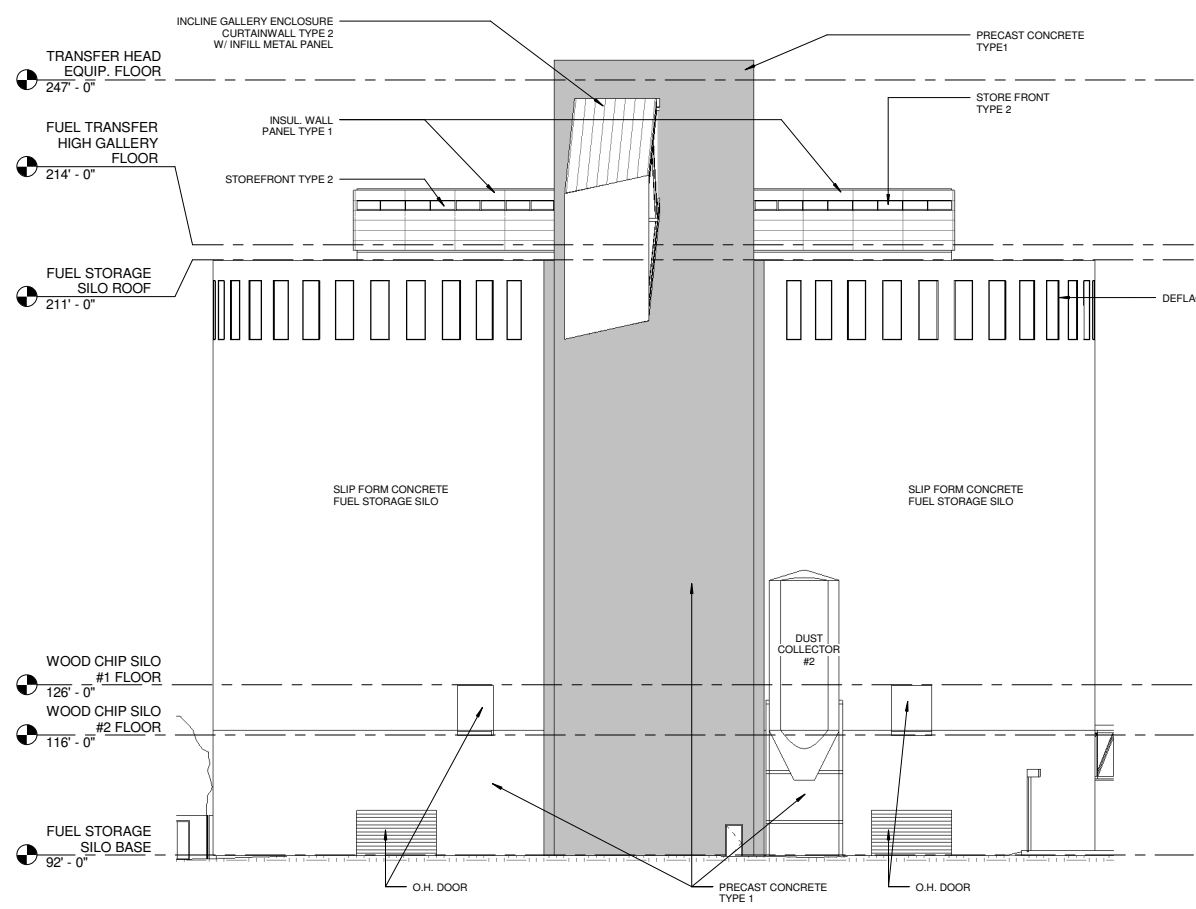 INCLINE GALLERY ENCLOSURE
CURTAINWALL TYPE 2
W/ INFILL METAL PANEL
PRECAST CONCRETE
TYPE1
TRANSFER HEAD
EQUIP. FLOOR
247' - 0"
STORE FRONT
TYPE 2
INSUL. WALL
PANEL TYPE 1
FUEL TRANSFER
HIGH GALLERY
FLOOR
214' - 0"
STOREFRONT TYPE 2
FUEL STORAGE
SILO ROOF
211' - 0"
DEFLA
SLIP FORM CONCRETE
FUEL STORAGE SILO
SLIP FORM CONCRETE
FUEL STORAGE SILO
DUST
COLLECTOR
#2
WOOD CHIP SILO
#1 FLOOR
126' - 0"
WOOD CHIP SILO
#2 FLOOR
116' - 0"
FUEL STORAGE
SILO BASE
92' - 0"
O.H. DOOR
PRECAST CONCRETE
TYPE 1
O.H. DOOR